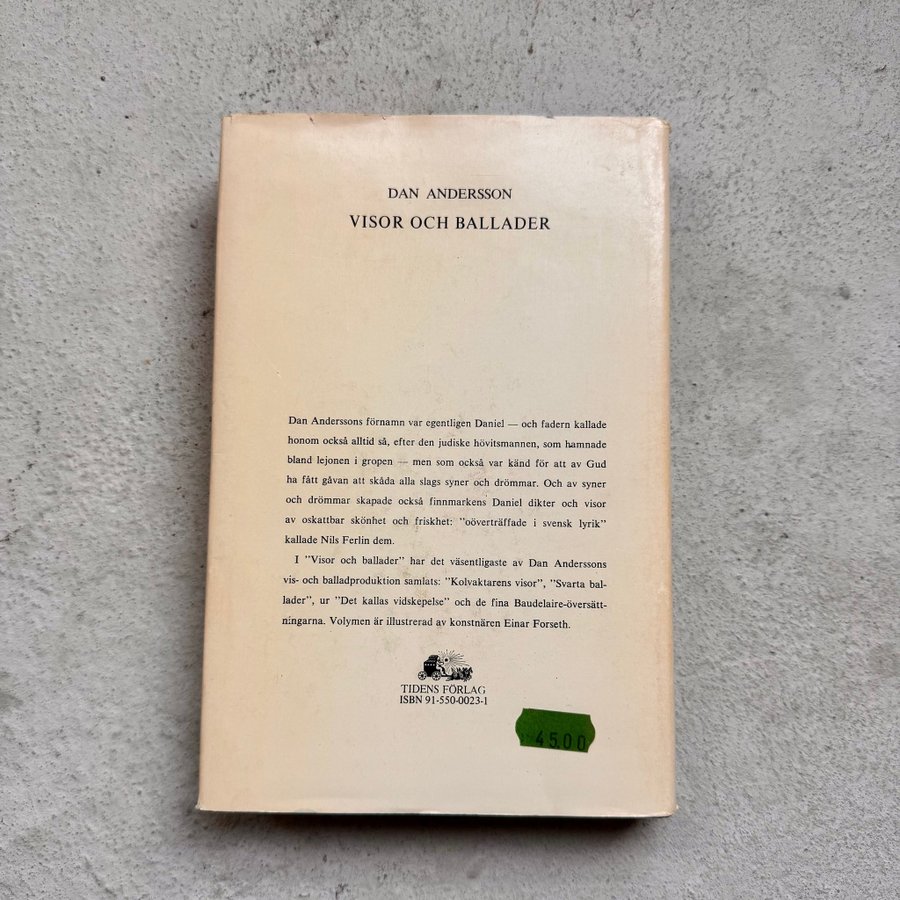 DAN ANDERSSON
VISOR OCH BALLADER
Dan Anderssons förnamn var egentligen Daniel — och fadern kallade
honom också alltid så, efter den judiske hövitsmannen, som hamnade
bland lejonen i gropen — men som också var känd för att av Gud
ha fått gåvan att skåda alla slags syner och drömmar. Och av syner
och drömmar skapade också finnmarkens Daniel dikter och visor
av oskattbar skönhet och friskhet: ”oöverträffade i svensk lyrik”
kallade Nils Ferlin dem.
I ”Visor och ballader” har det väsentligaste av Dan Anderssons
vis- och balladproduktion samlats: ”Kolvaktarens visor”, ”Svarta bal-
lader”, ur ”Det kallas vidskepelse” och de fina Baudelaire-översätt-
ningarna. Volymen är illustrerad av konstnären Einar Forseth.
TIDENS FÖRLAG
ISBN 91-550-0023-1
45.00